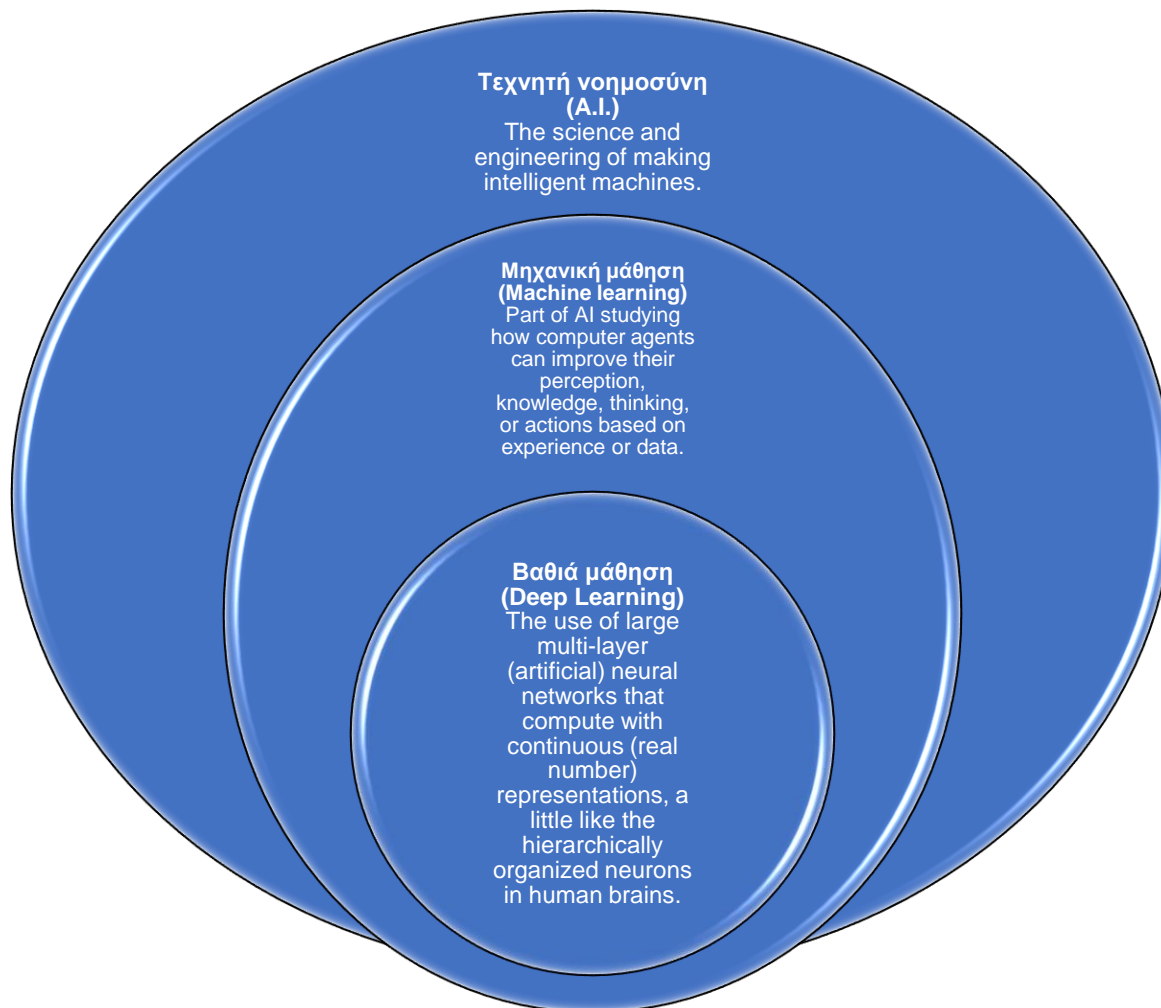 Τεχνητή νοημοσύνη
(A.I.)
The science and
engineering of making
intelligent machines.
Μηχανική μάθηση
(Machine learning)
Part of AI studying
how computer agents
can improve their
perception,
knowledge, thinking,
or actions based on
experience or data.
Βαθιά μάθηση
(Deep Learning)
The use of large
multi-layer
(artificial) neural
networks that
compute with
continuous (real
number)
representations, a
little like the
hierarchically
organized neurons
in human brains.